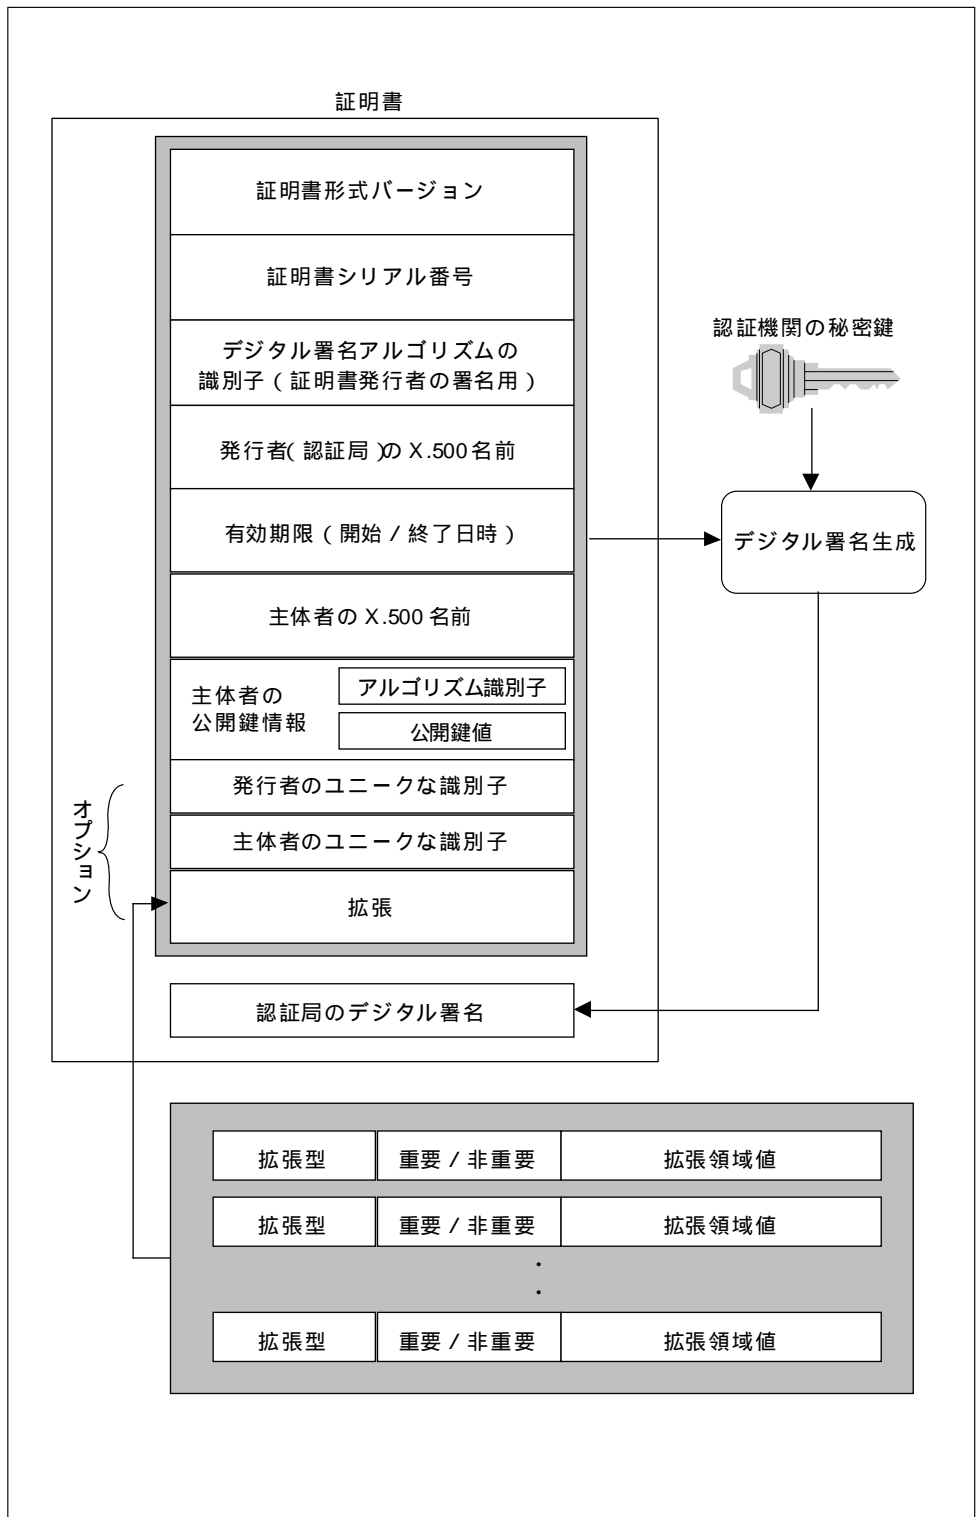 証明書
証明書形式バージョン
証明書シリアル番号
デジタル署名アルゴリズムの
識別子（証明書発行者の署名用）
発行者（認証局）の X.500 名前
有効期限（開始／終了日時）
主体者の X.500 名前
主体者の
公開鍵情報
アルゴリズム識別子
公開鍵値
オプション
発行者のユニークな識別子
主体者のユニークな識別子
拡張
認証局のデジタル署名
認証機関の秘密鍵
デジタル署名生成
拡張型 重要／非重要 拡張領域値
拡張型 重要／非重要 拡張領域値
・
・
拡張型 重要／非重要 拡張領域値